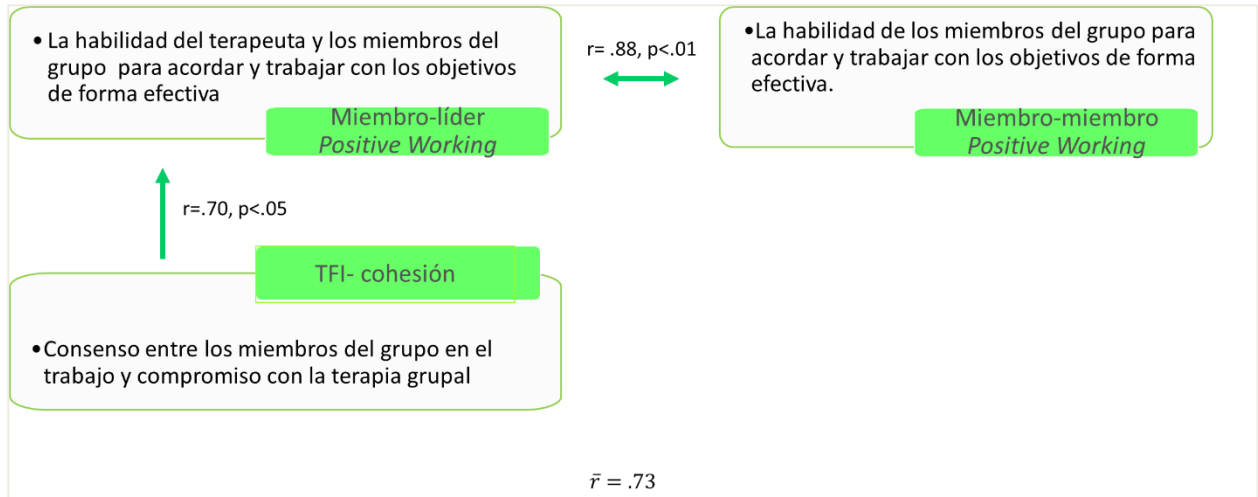 • La habilidad del terapeuta y los miembros del
grupo para acordar y trabajar con los objetivos
de forma efectiva
Miembro-líder
Positive Working
r= .88, p<.01
•La habilidad de los miembros del grupo para
acordar y trabajar con los objetivos de forma
efectiva.
Miembro-miembro
Positive Working
r=.70, p<.05
TFI- cohesión
•Consenso entre los miembros del grupo en el
trabajo y compromiso con la terapia grupal
r̄ = .73